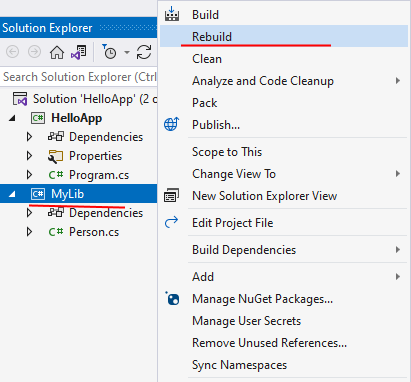 Solution Explorer
Search Solution Explorer (Ctrl
Solution 'HelloApp' (2 o
HelloApp
Dependencies
Properties
C# Program.cs
C# MyLib
Dependencies
C# Person.cs
Build
Rebuild
Clean
Analyze and Code Cleanup
Pack
Publish...
Scope to This
Change View To
New Solution Explorer View
Edit Project File
Build Dependencies
Add
Manage NuGet Packages...
Manage User Secrets
Remove Unused References...
Sync Namespaces